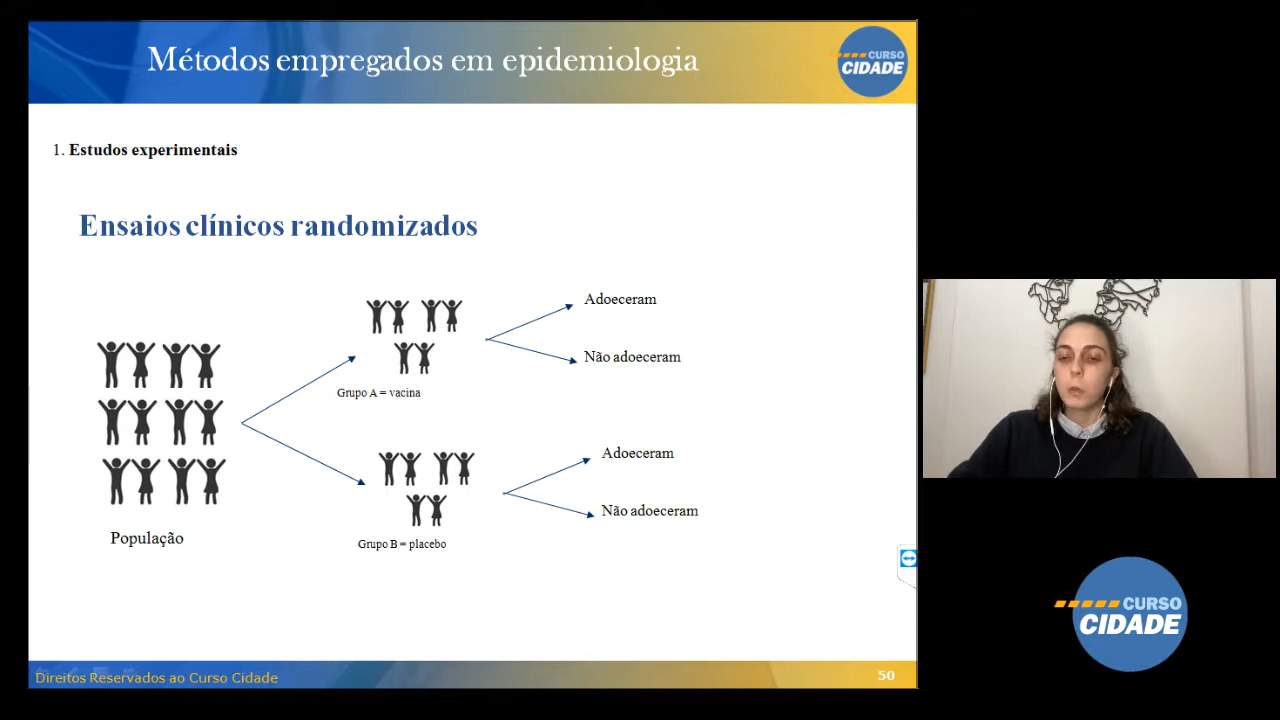 Métodos empregados em epidemiologia
CURSO
CIDADE
1. Estudos experimentais
Ensaios clínicos randomizados
Adoeceram
Não adoeceram
Grupo A = vacina
Adoeceram
Não adoeceram
População
Grupo B = placebo
CURSO
CIDADE
Direitos Reservados ao Curso Cidade
50